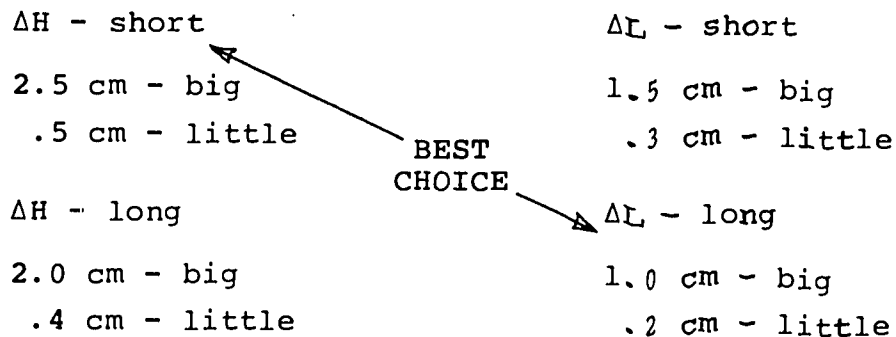 ΔH - short
2.5 cm - big
.5 cm - little
ΔL - short
1.5 cm - big
.3 cm - little
BEST
CHOICE
ΔH - long
2.0 cm - big
.4 cm - little
ΔL - long
1.0 cm - big
.2 cm - little